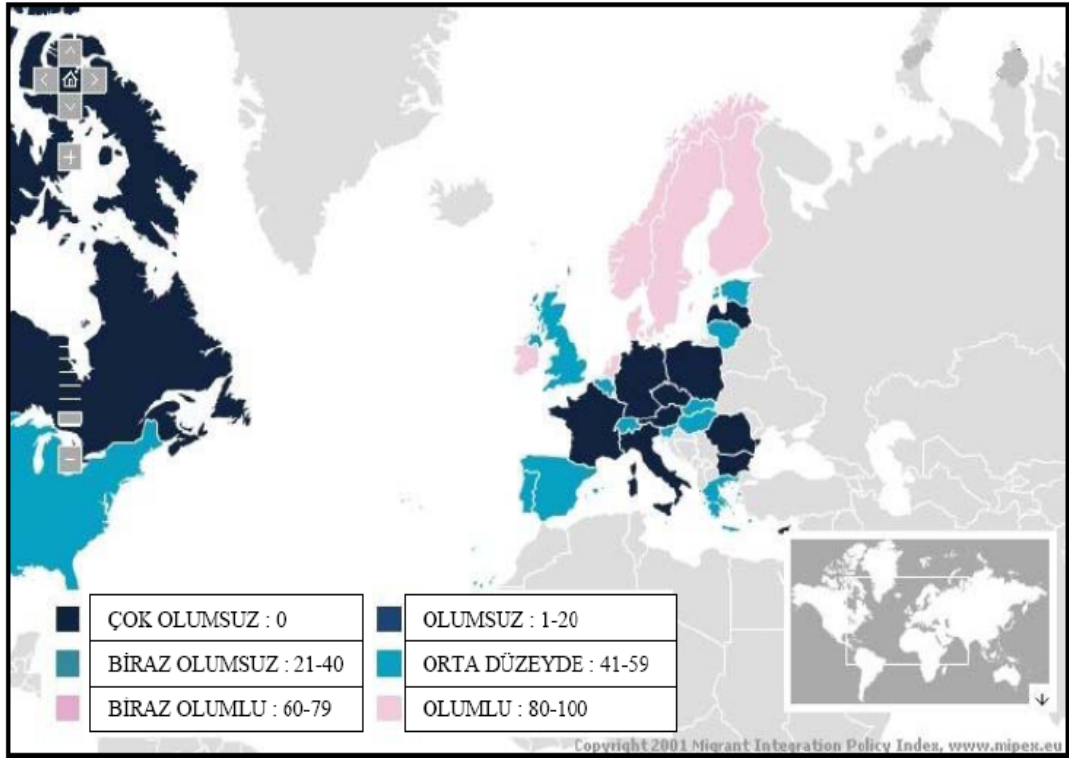 ÇOK OLUMSUZ : 0
OLUMSUZ : 1-20
BİRAZ OLUMSUZ : 21-40
ORTA DÜZEYDE : 41-59
BİRAZ OLUMLU : 60-79
OLUMLU : 80-100
Copyright 2001 Migrant Integration Policy Index, www.mipex.eu